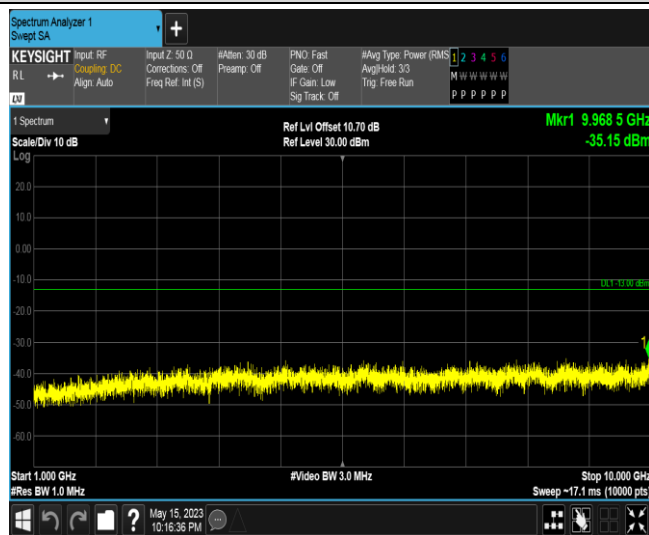 Spectrum Analyzer 1
Swept SA
+
KEYSIGHT
RL
LXI
Input: RF
Coupling: DC
Align: Auto
Input Z: 50 Ω
Corrections: Off
Freq Ref: Int (S)
#Atten: 30 dB
Preamp: Off
PNO: Fast
Gate: Off
IF Gain: Low
Sig Track: Off
#Avg Type: Power (RMS
Avg|Hold: 3/3
Trig: Free Run
1 2 3 4 5 6
M W W W W W
P P P P P P
1 Spectrum
Scale/Div 10 dB
Log
Ref Lvl Offset 10.70 dB
Ref Level 30.00 dBm
Mkr1 9.968 5 GHz
-35.15 dBm
20.0
10.0
0.00
-10.0
DL1 -13.00 dBm
-20.0
-30.0
1
-40.0
-50.0
-60.0
Start 1.000 GHz
#Res BW 1.0 MHz
#Video BW 3.0 MHz
Stop 10.000 GHz
Sweep ~17.1 ms (10000 pts)
?
May 15, 2023
10:16:36 PM